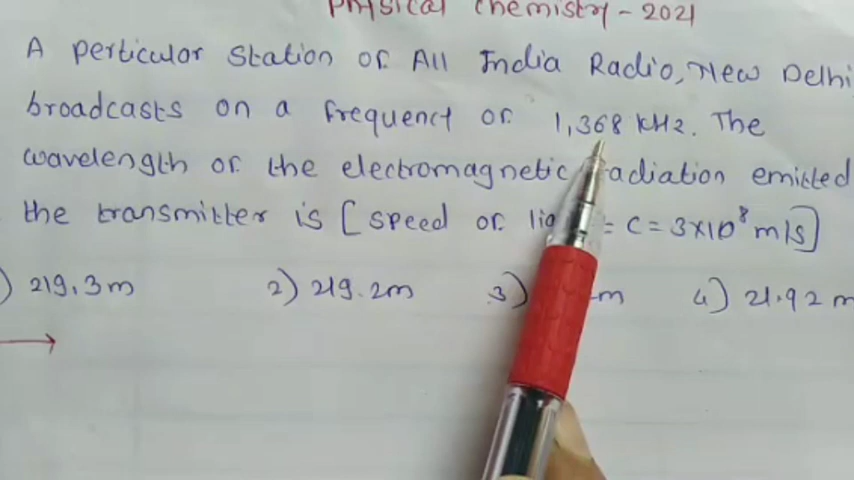 Physical chemistry - 2021
A perticular station of All India Radio, New Delhi
broadcasts on a frequenct of 1,368 kHz. The
wavelength of the electromagnetic radiation emitted
the transmitter is [speed of = c = 3×10⁸ m/s]
) 219.3m 2) 219.2m 3) m 4) 21.92 m